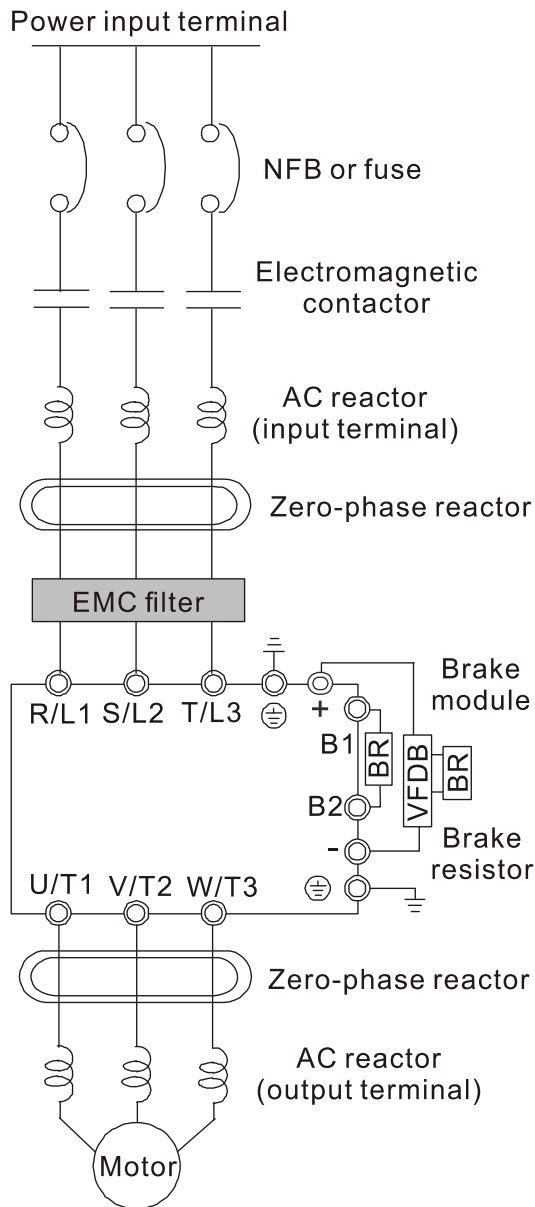 Power input terminal
NFB or fuse
Electromagnetic
contactor
AC reactor
(input terminal)
Zero-phase reactor
EMC filter
R/L1 S/L2 T/L3
+
B1
BR
B2
-
VFDB
BR
Brake
module
Brake
resistor
U/T1 V/T2 W/T3
Zero-phase reactor
AC reactor
(output terminal)
Motor